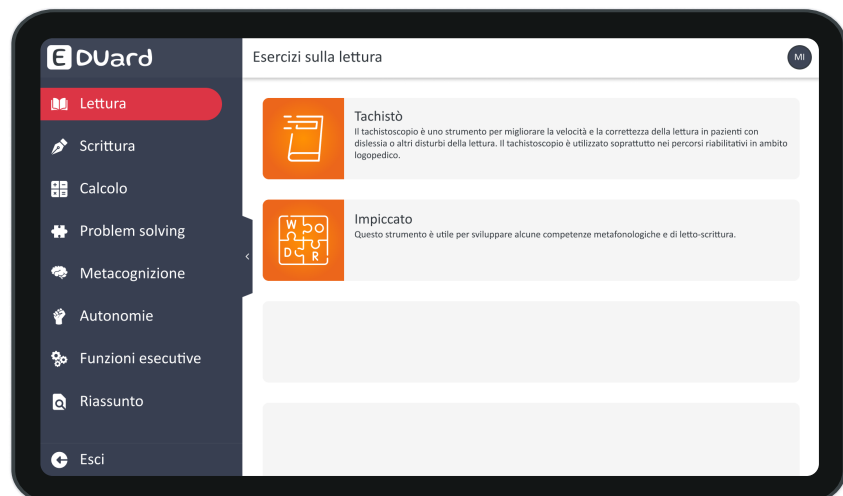 EDUard
Esercizi sulla lettura
MI
Lettura
Scrittura
Calcolo
Problem solving
Metacognizione
Autonomie
Funzioni esecutive
Riassunto
Esci
Tachistò
Il tachistoscopio è uno strumento per migliorare la velocità e la correttezza della lettura in pazienti con
dislessia o altri disturbi della lettura. Il tachistoscopio è utilizzato soprattutto nei percorsi riabilitativi in ambito
logopedico.
W O
D R
Impiccato
Questo strumento è utile per sviluppare alcune competenze metafonologiche e di letto-scrittura.